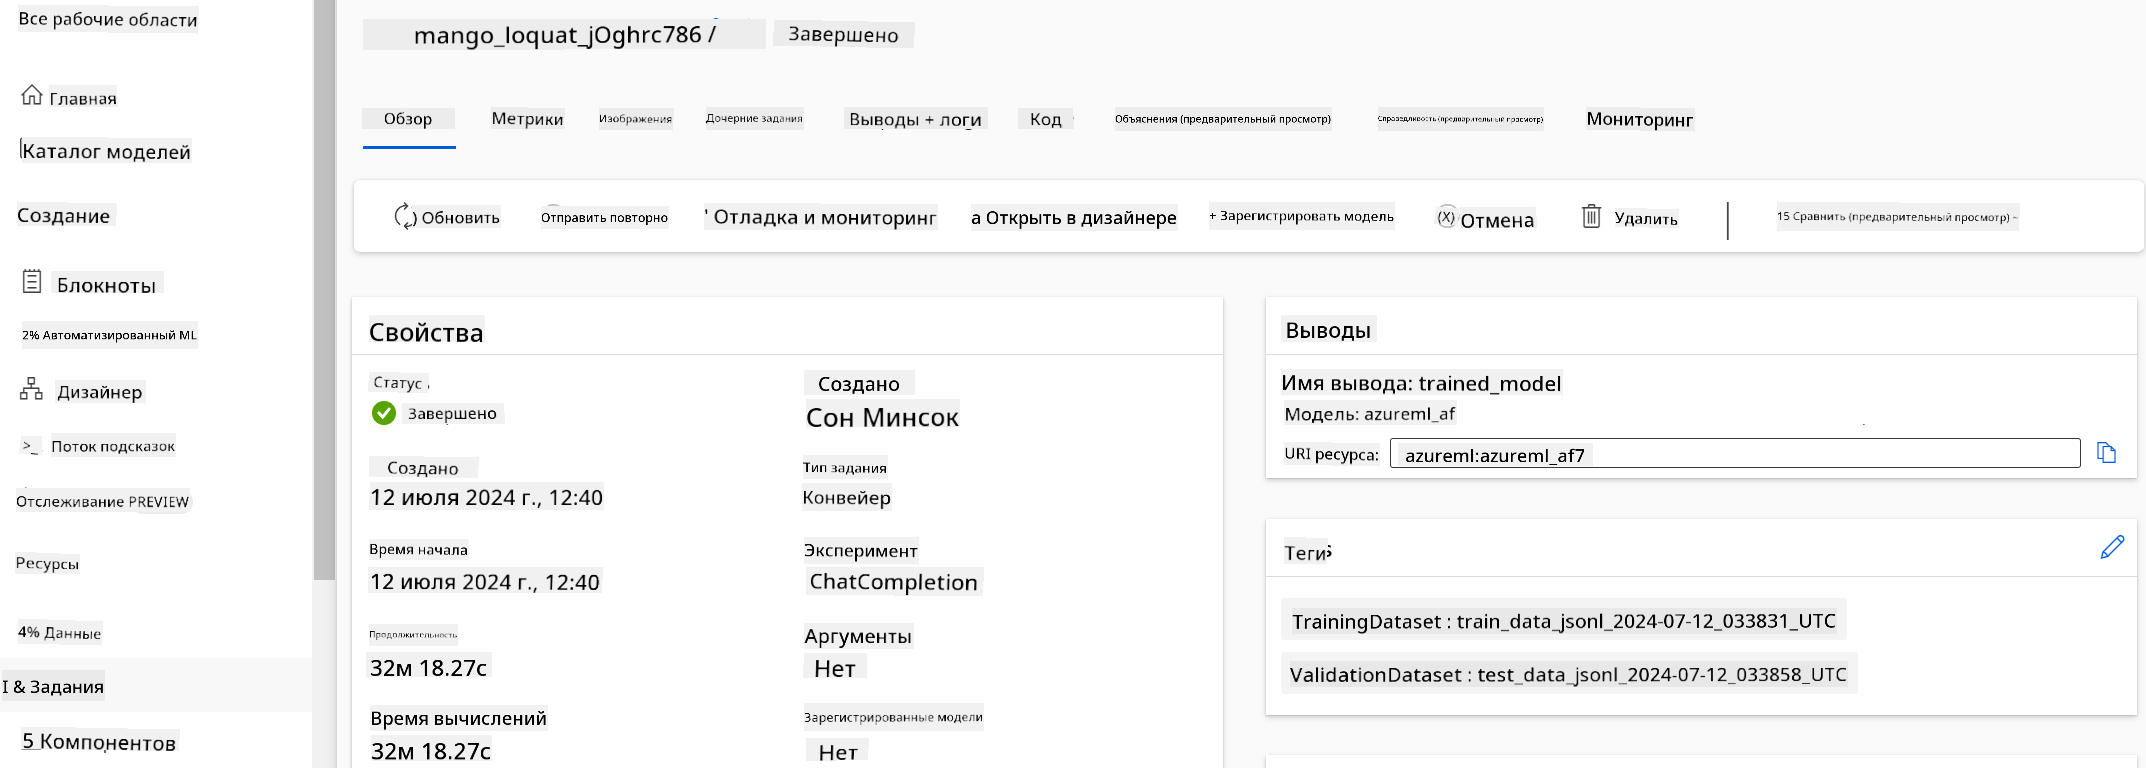 Все рабочие области
Главная
Каталог моделей
Создание
Блокноты
2% Автоматизированный ML
Дизайнер
>_ Поток подсказок
Отслеживание PREVIEW
Ресурсы
4% Данные
I & Задания
5 Компонентов
mango_loquat_jOghrc786 / Завершено
Обзор Метрики Изображения Дочерние задания Выводы + логи Код Объяснения (предварительный просмотр) Справедливость (предварительный просмотр) Мониторинг
Обновить Отправить повторно ' Отладка и мониторинг а Открыть в дизайнере + Зарегистрировать модель (X) Отмена Удалить 15 Сравнить (предварительный просмотр) ~
Свойства
Статус
Завершено
Создано
12 июля 2024 г., 12:40
Время начала
12 июля 2024 г., 12:40
Продолжительность
32м 18.27с
Время вычислений
32м 18.27с
Создано
Сон Минсок
Тип задания
Конвейер
Эксперимент
ChatCompletion
Аргументы
Нет
Зарегистрированные модели
Нет
Выводы
Имя вывода: trained_model
Модель: azureml_af
URI ресурса: azureml:azureml_af7
Теги
TrainingDataset : train_data_jsonl_2024-07-12_033831_UTC
ValidationDataset : test_data_jsonl_2024-07-12_033858_UTC